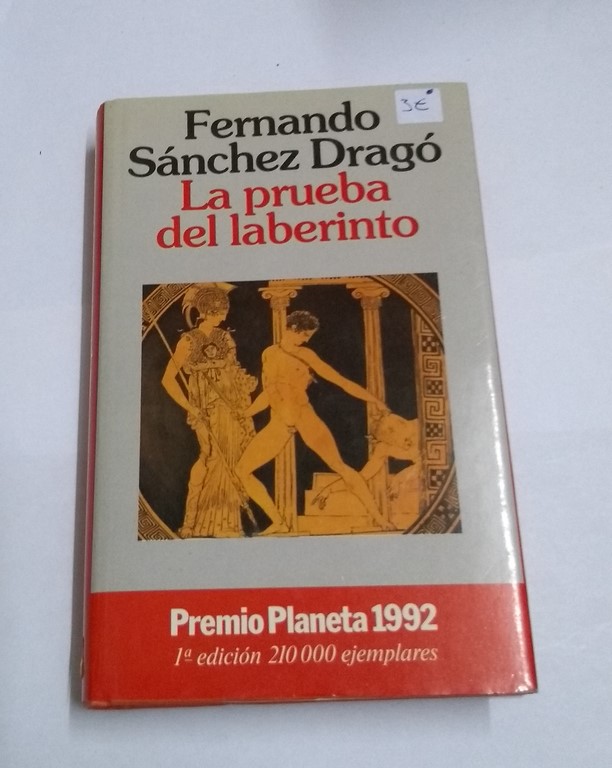 3€
Fernando
Sánchez Dragó
La prueba
del laberinto
Premio Planeta 1992
1ª edición 210 000 ejemplares